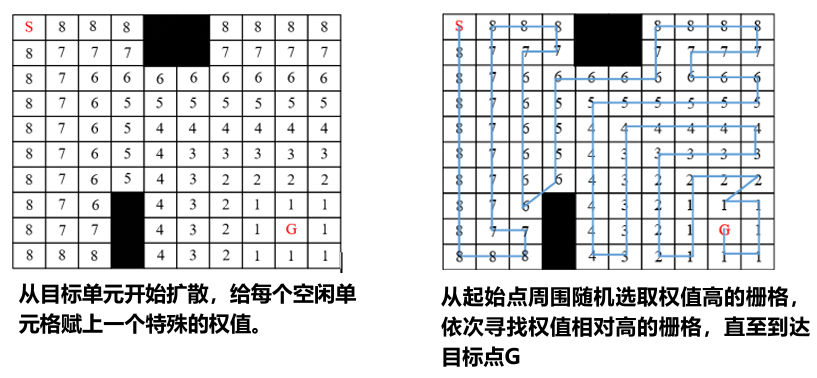 S 8 8 8 8 8 8 8
8 7 7 7 7 7 7 7
8 7 6 6 6 6 6 6 6 6
8 7 6 5 5 5 5 5 5 5
8 7 6 5 4 4 4 4 4 4
8 7 6 5 4 3 3 3 3 3
8 7 6 5 4 3 2 2 2 2
8 7 6 4 3 2 1 1 1
8 7 7 4 3 2 1 G 1
8 8 8 4 3 2 1 1 1
从目标单元开始扩散，给每个空闲单
元格赋上一个特殊的权值。
S 8 8 8 8 8 8 8
8 7 7 7 7 7 7 7
8 7 6 6 6 6 6 6 6 6
8 7 6 5 5 5 5 5 5 5
8 7 6 5 4 4 4 4 4 4
8 7 6 5 4 3 3 3 3 3
8 7 6 6 4 3 2 2 2 2
8 7 6 4 3 2 1 1 1
8 7 7 4 3 2 1 G 1
8 8 8 4 3 2 1 1 1
从起始点周围随机选取权值高的栅格，
依次寻找权值相对高的栅格，直至到达
目标点G